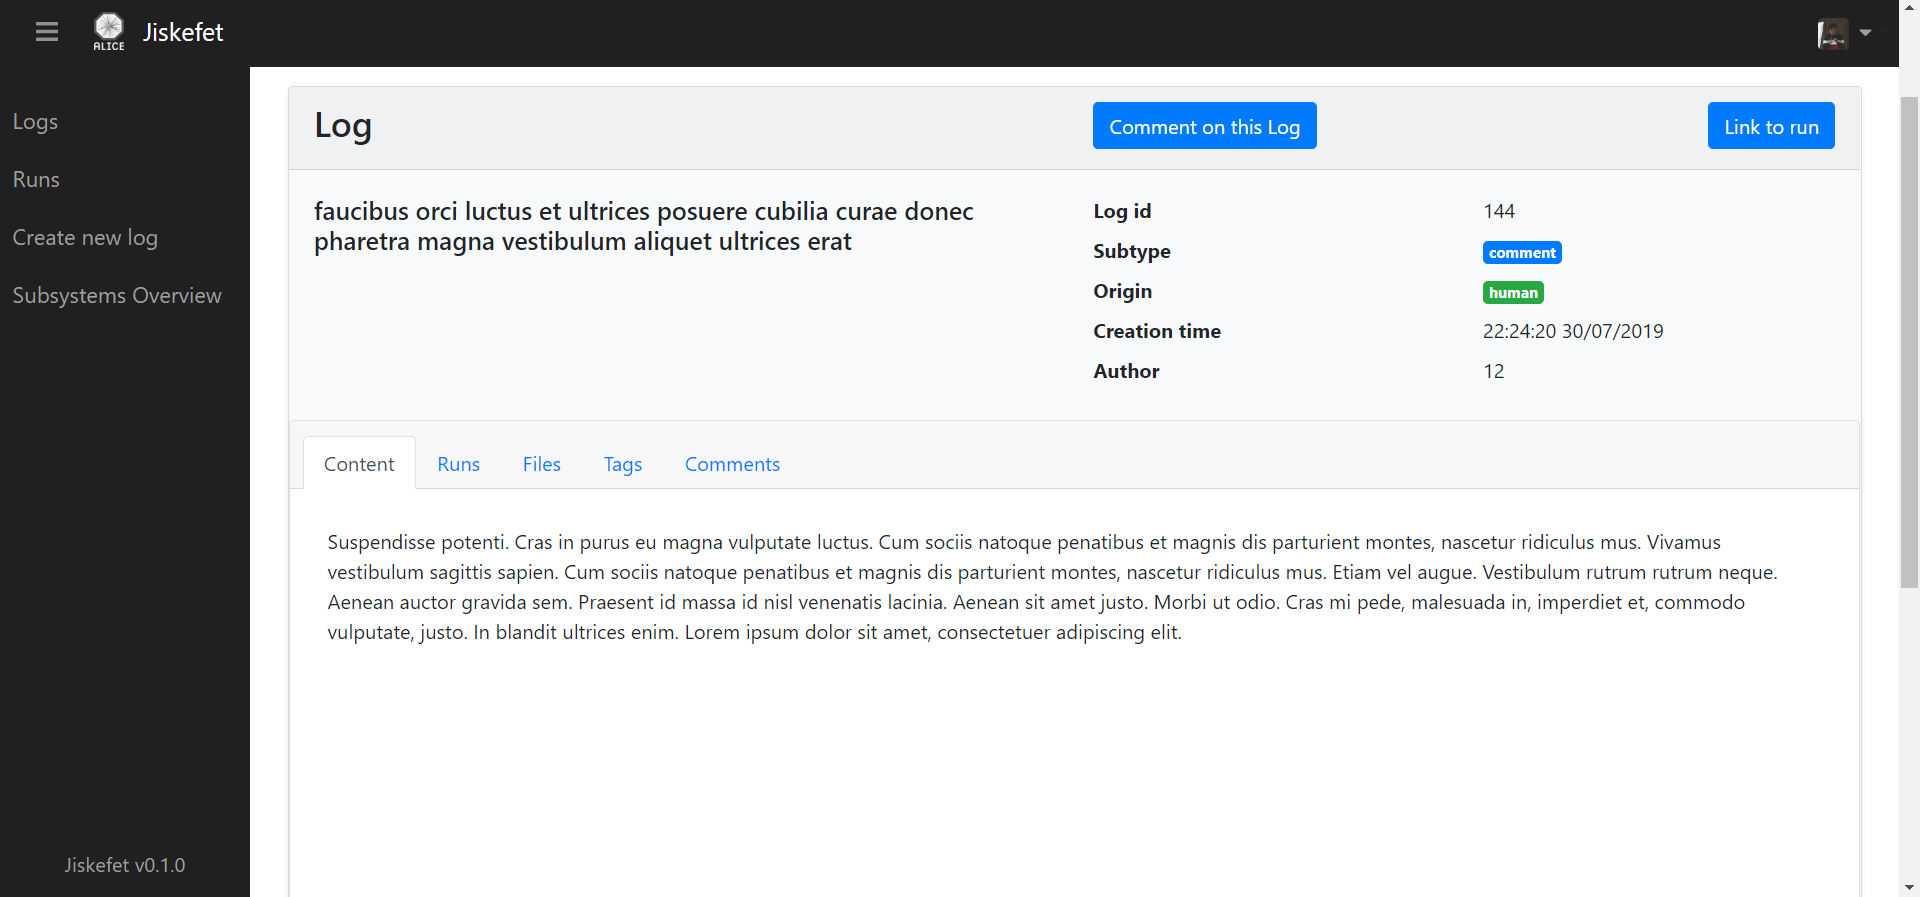 ALICE
Jiskefet
Logs
Runs
Create new log
Subsystems Overview
Jiskefet v0.1.0
Log
Comment on this Log
Link to run
faucibus orci luctus et ultrices posuere cubilia curae donec
pharetra magna vestibulum aliquet ultrices erat
Log id 144
Subtype comment
Origin human
Creation time 22:24:20 30/07/2019
Author 12
Content Runs Files Tags Comments
Suspendisse potenti. Cras in purus eu magna vulputate luctus. Cum sociis natoque penatibus et magnis dis parturient montes, nascetur ridiculus mus. Vivamus
vestibulum sagittis sapien. Cum sociis natoque penatibus et magnis dis parturient montes, nascetur ridiculus mus. Etiam vel augue. Vestibulum rutrum rutrum neque.
Aenean auctor gravida sem. Praesent id massa id nisl venenatis lacinia. Aenean sit amet justo. Morbi ut odio. Cras mi pede, malesuada in, imperdiet et, commodo
vulputate, justo. In blandit ultrices enim. Lorem ipsum dolor sit amet, consectetuer adipiscing elit.